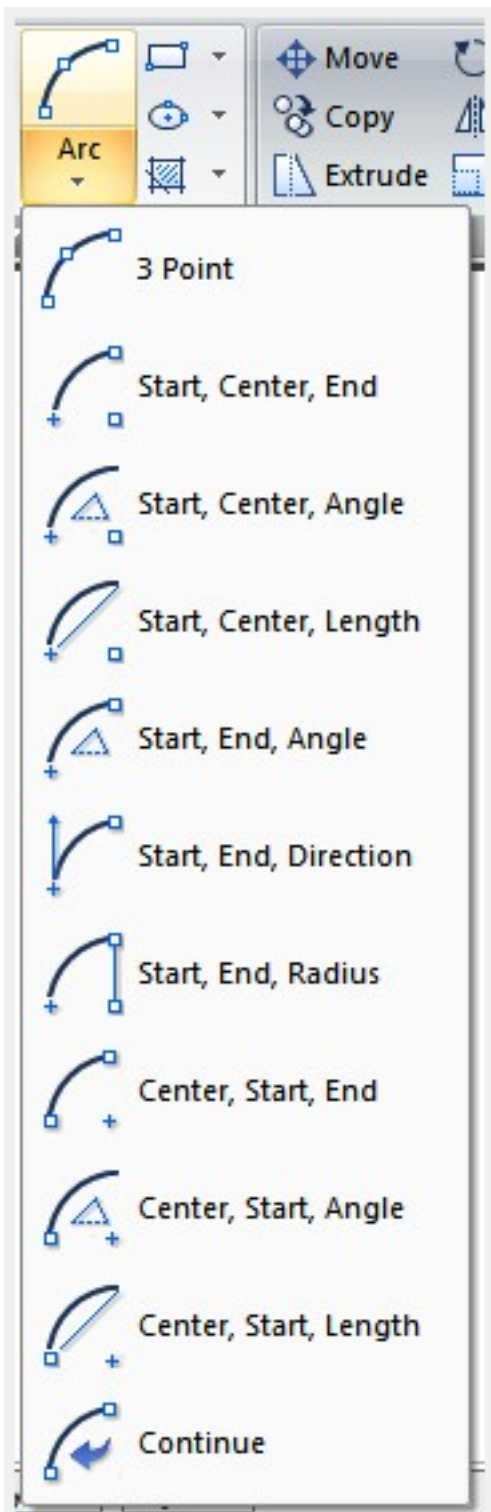 Move
Copy
Arc
Extrude
3 Point
Start, Center, End
Start, Center, Angle
Start, Center, Length
Start, End, Angle
Start, End, Direction
Start, End, Radius
Center, Start, End
Center, Start, Angle
Center, Start, Length
Continue